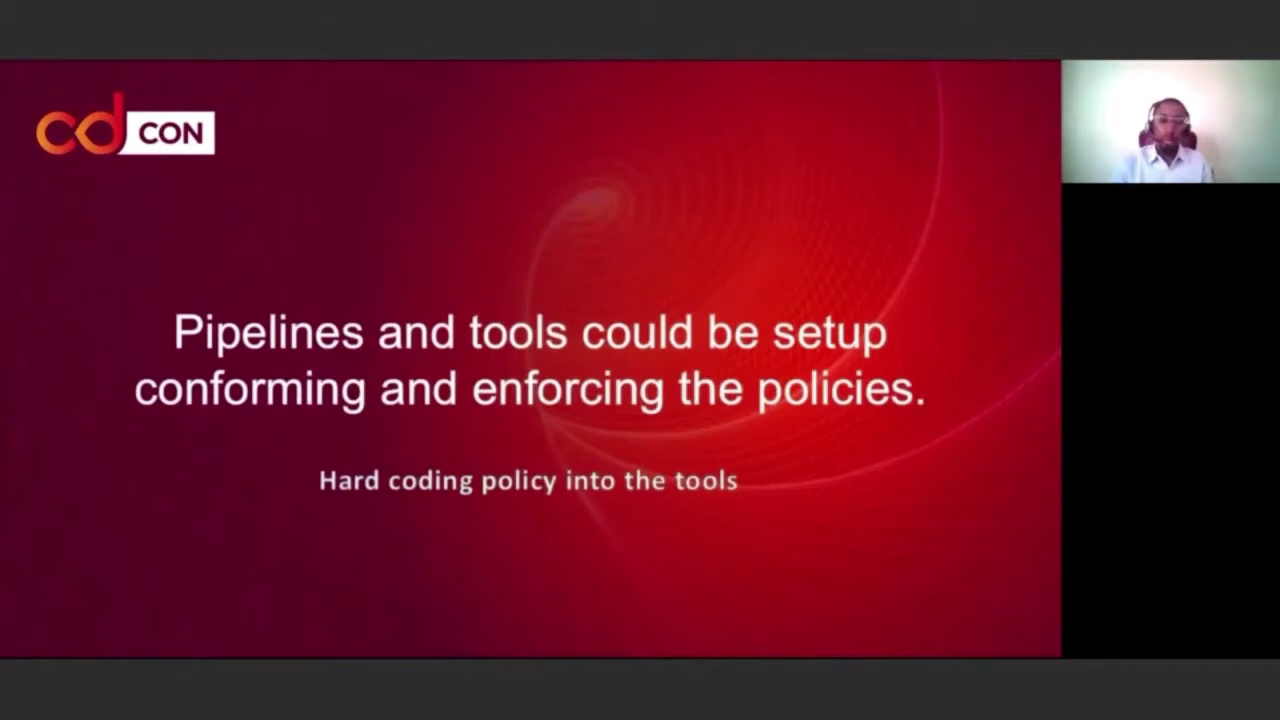 cd CON
Pipelines and tools could be setup
conforming and enforcing the policies.
Hard coding policy into the tools